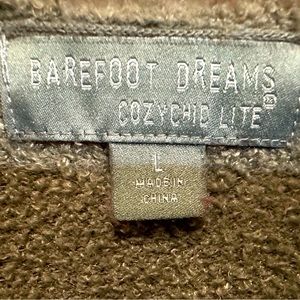 BAREFOOT DREAMS
COZYCHIC LITE®
L
MADE IN
CHINA